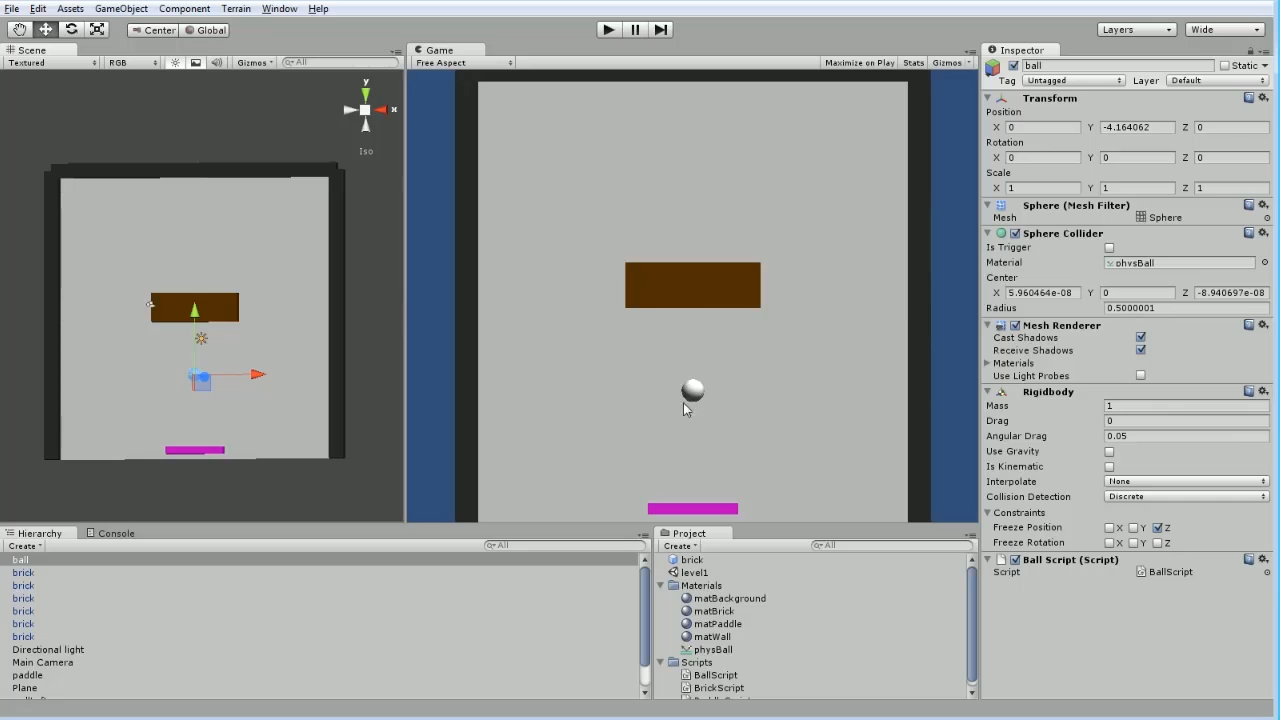 File Edit Assets GameObject Component Terrain Window Help
Center Global Layers Wide
Scene Game Inspector
Textured RGB Gizmos All Free Aspect Maximize on Play Stats Gizmos
ball Static
Tag Untagged Layer Default
Transform
Position
X 0 Y -4.164062 Z 0
Rotation
X 0 Y 0 Z 0
Scale
X 1 Y 1 Z 1
Sphere (Mesh Filter)
Mesh Sphere
Sphere Collider
Is Trigger
Material physBall
Center
X 5.960464e-08 Y 0 Z -8.940697e-08
Radius 0.5000001
Mesh Renderer
Cast Shadows
Receive Shadows
Materials
Use Light Probes
Rigidbody
Mass 1
Drag 0
Angular Drag 0.05
Use Gravity
Is Kinematic
Interpolate None
Collision Detection Discrete
Constraints
Freeze Position X Y Z
Freeze Rotation X Y Z
Ball Script (Script)
Script BallScript
y
x
Iso
Hierarchy Console
Create All
ball
brick
brick
brick
brick
brick
brick
Directional light
Main Camera
paddle
Plane
Project
Create All
brick
level1
Materials
matBackground
matBrick
matPaddle
matWall
physBall
Scripts
BallScript
BrickScript